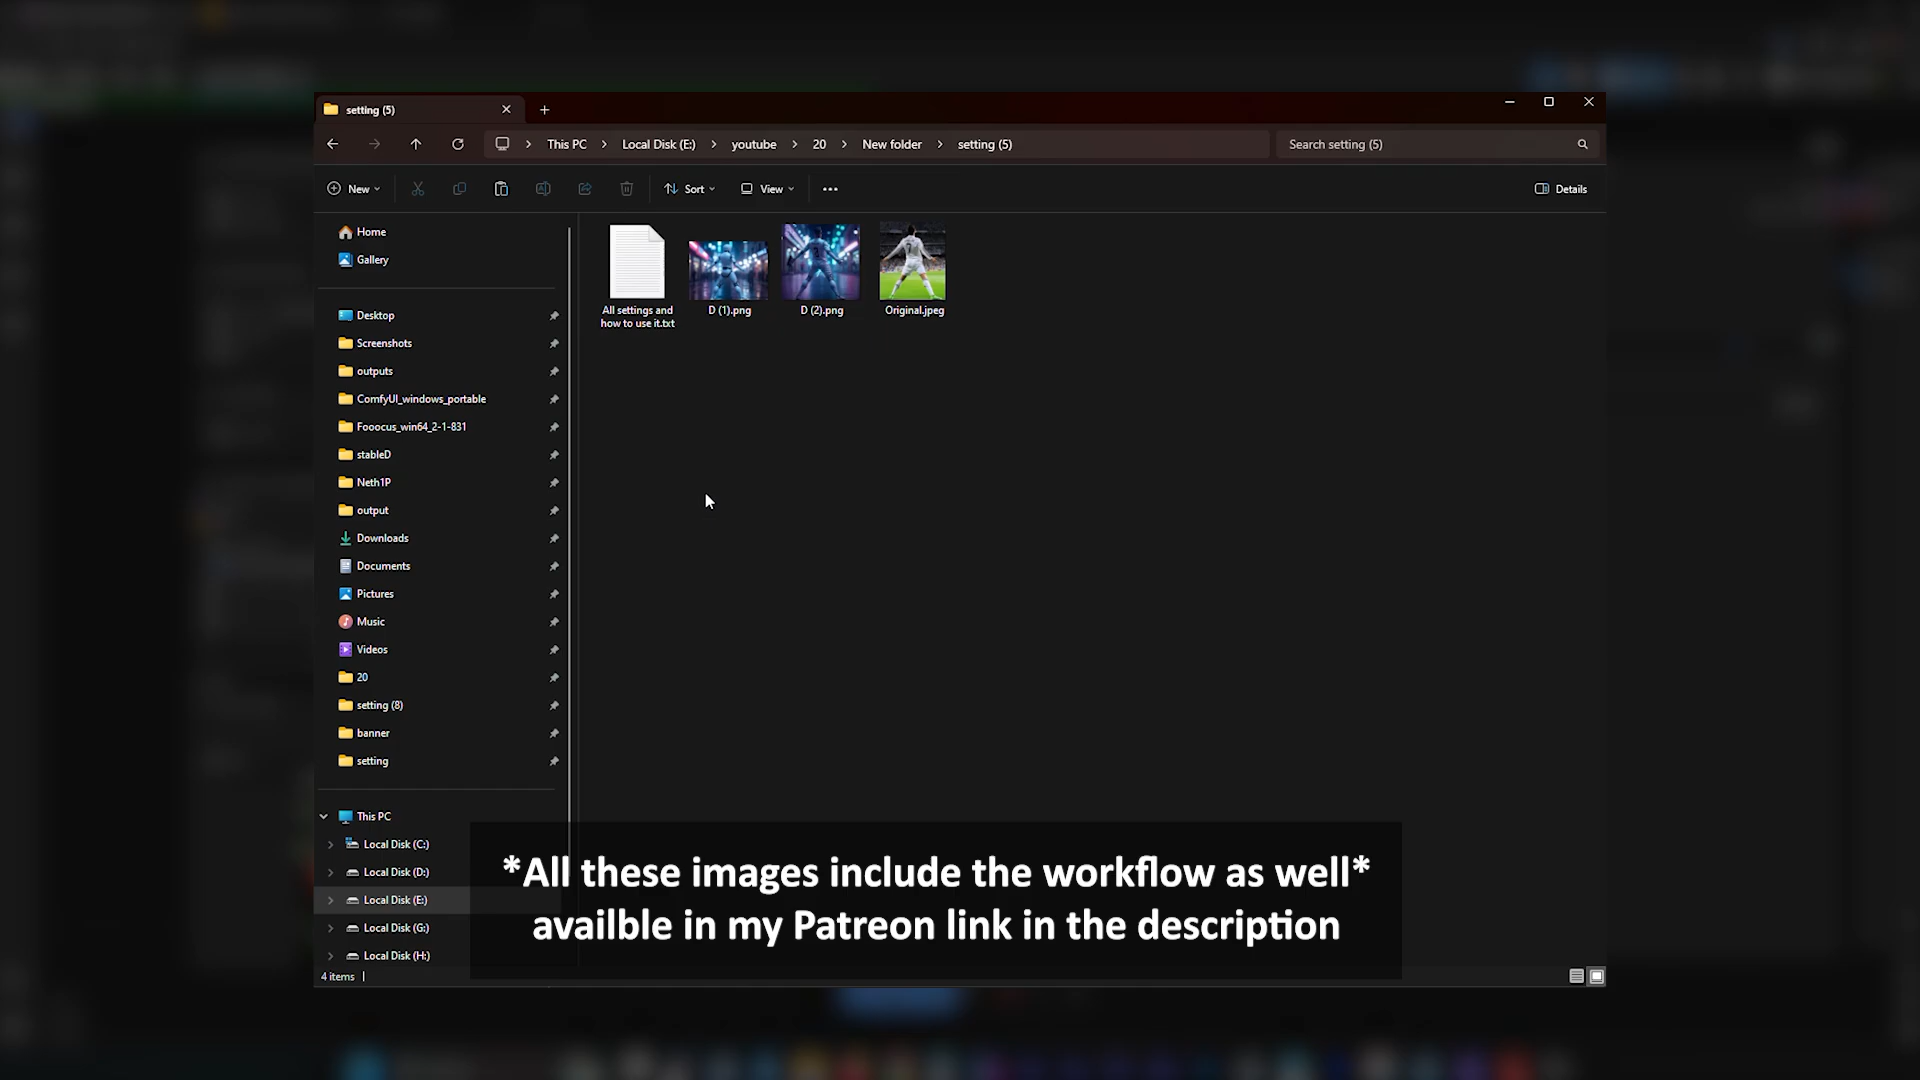 setting (5)
This PC
Local Disk (E:)
youtube
20
New folder
setting (5)
Search setting (5)
New
Sort
View
Details
Home
Gallery
Desktop
Screenshots
outputs
ComfyUI_windows_portable
Fooocus_win64_2-1-831
stableD
Neth1P
output
Downloads
Documents
Pictures
Music
Videos
20
setting (8)
banner
setting
This PC
Local Disk (C:)
Local Disk (D:)
Local Disk (E:)
Local Disk (G:)
Local Disk (H:)
4 items
All settings and
how to use it.txt
D (1).png
D (2).png
Original.jpeg
*All these images include the workflow as well*
availble in my Patreon link in the description